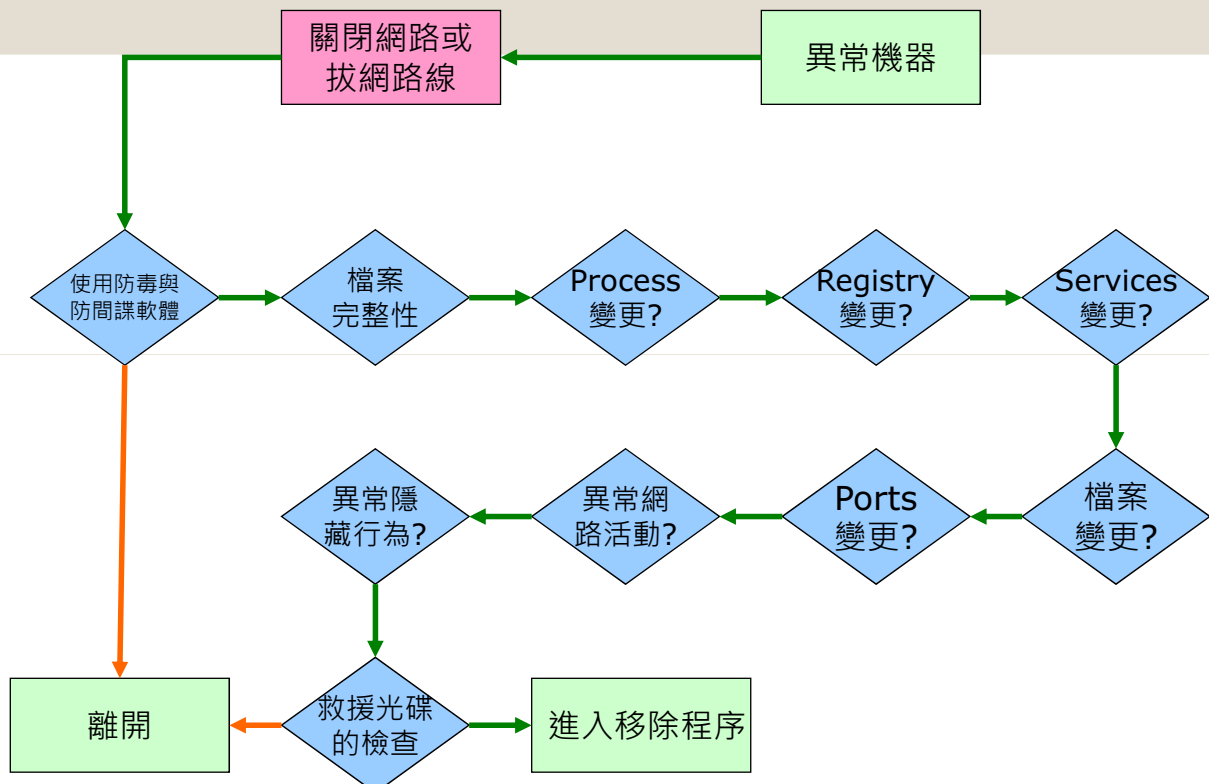 關閉網路或
拔網路線
異常機器
使用防毒與
防間諜軟體
檔案
完整性
Process
變更?
Registry
變更?
Services
變更?
異常隱
藏行為?
異常網
路活動?
Ports
變更?
檔案
變更?
離開
救援光碟
的檢查
進入移除程序